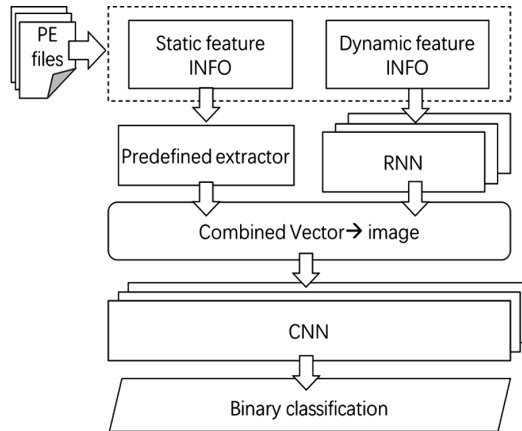 PE
files
Static feature
INFO
Dynamic feature
INFO
Predefined extractor
RNN
Combined Vector→ image
CNN
Binary classification